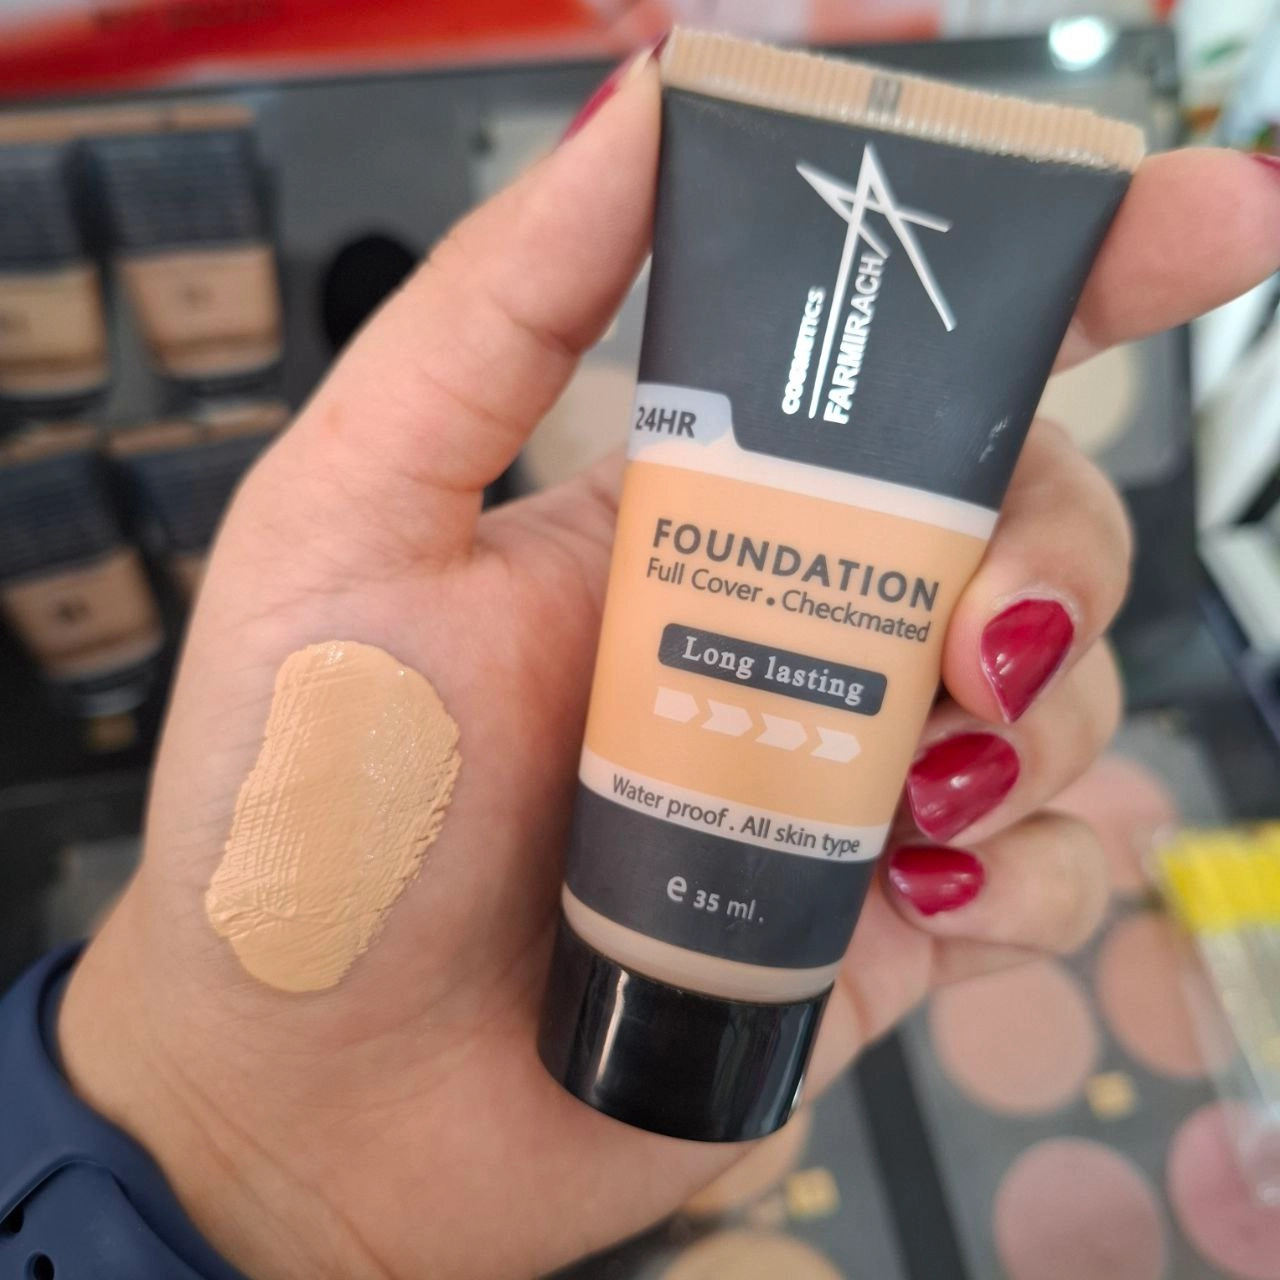 COSMETICS
FARMIRACH
24HR
FOUNDATION
Full Cover • Checkmated
Long lasting
Water proof . All skin type
e 35 ml .